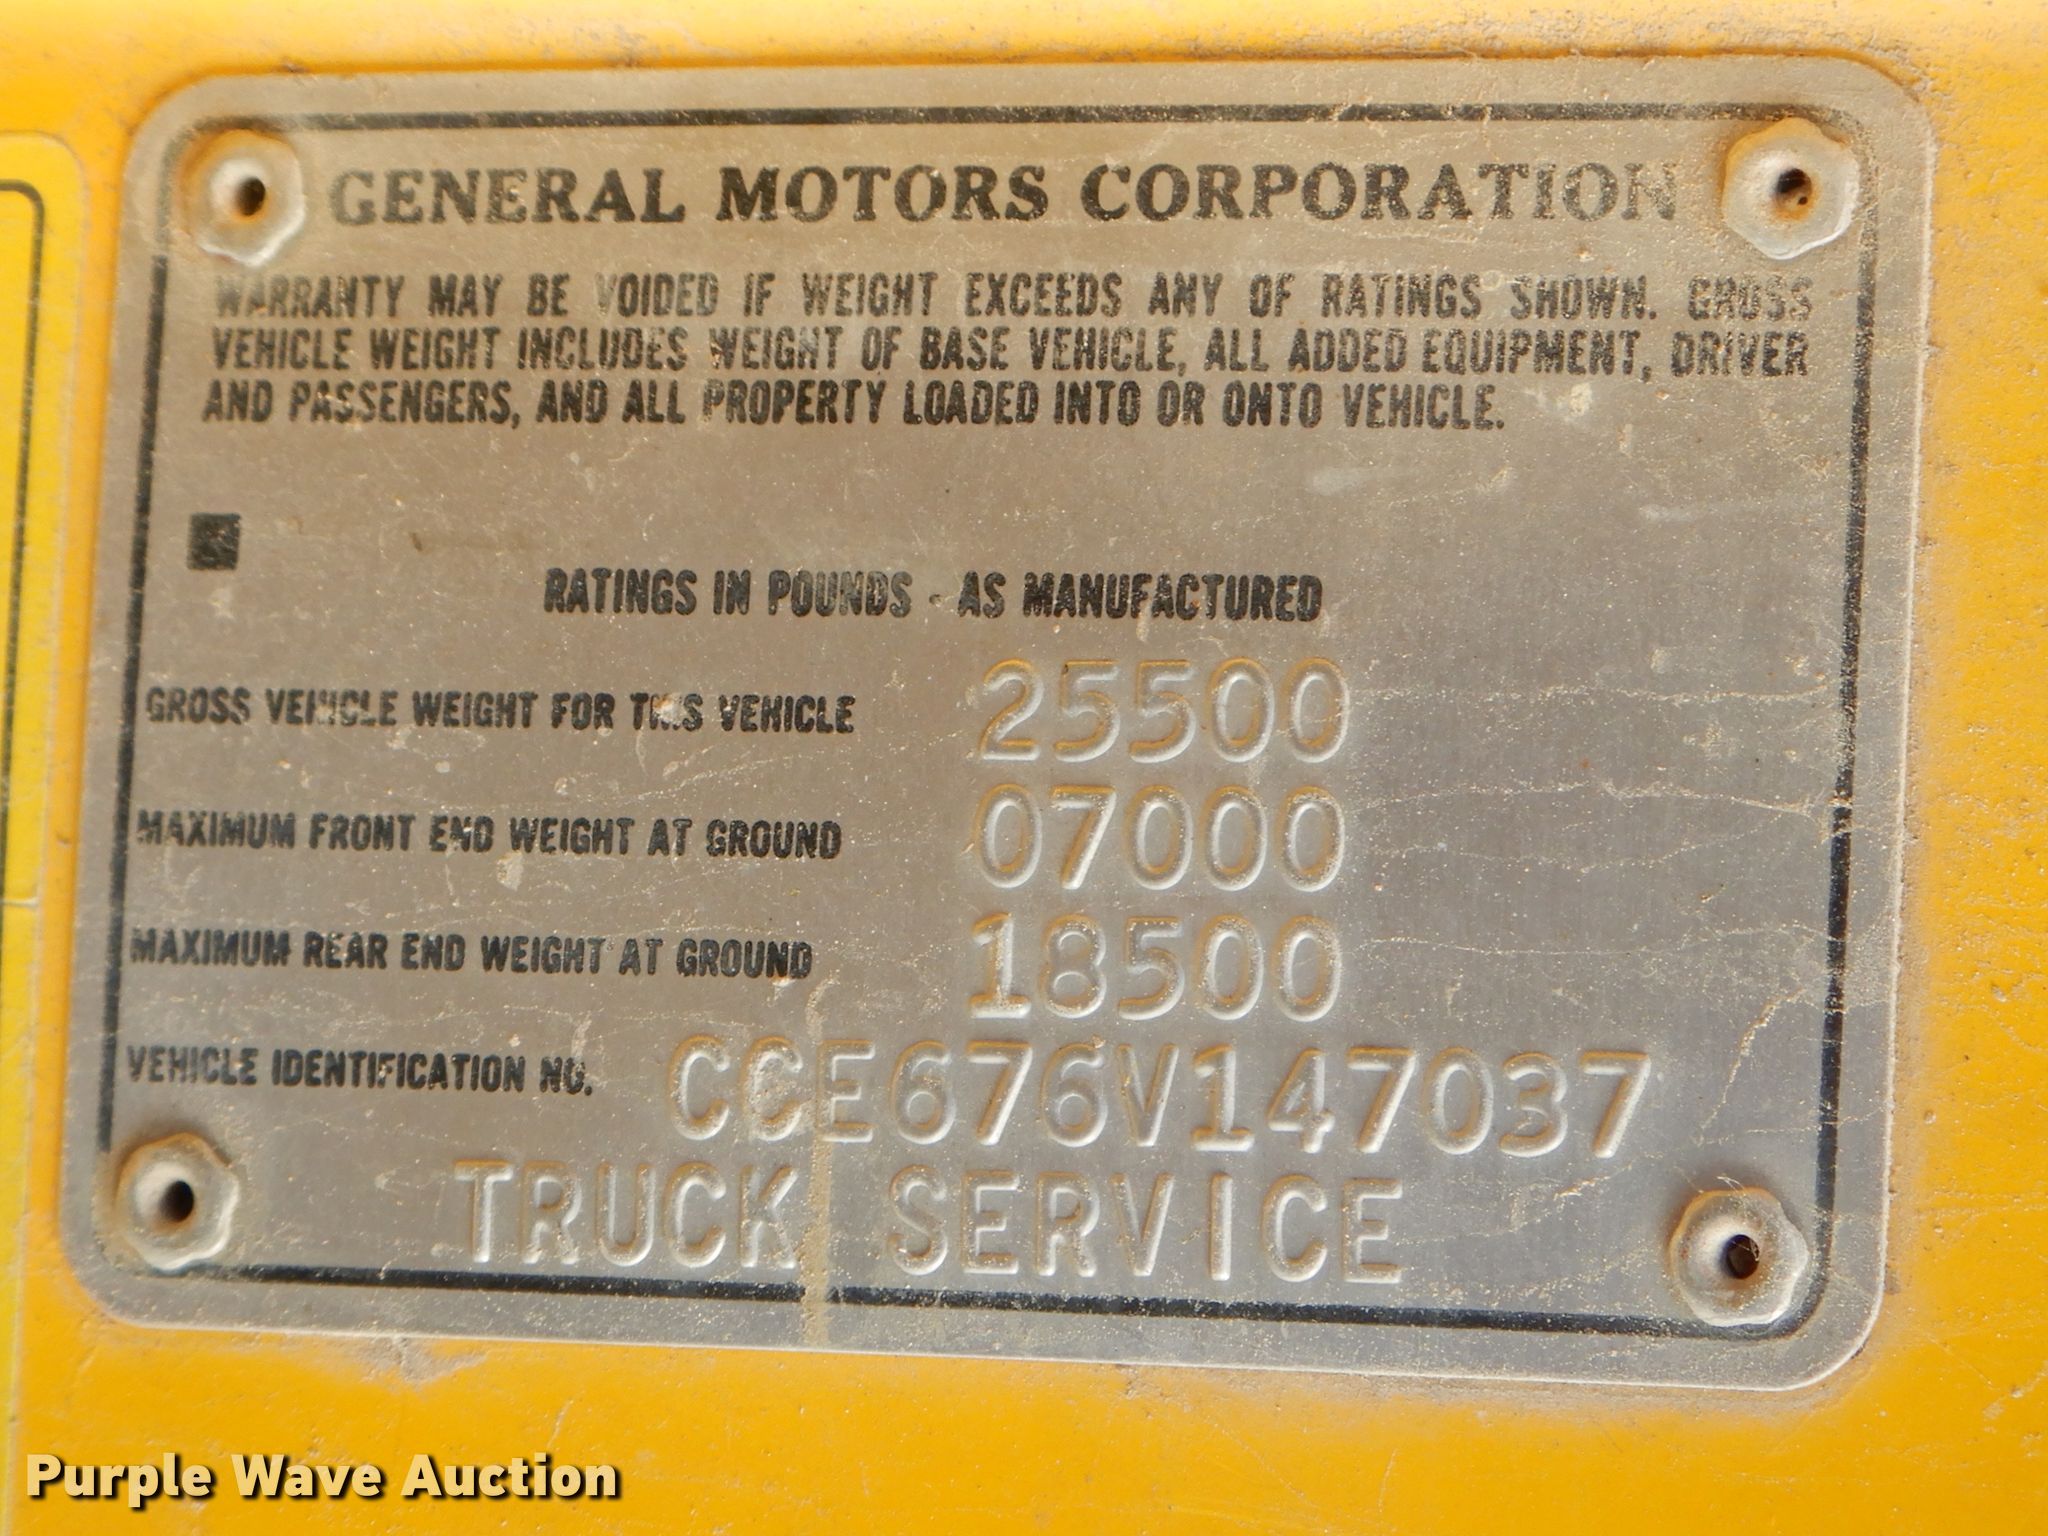 GENERAL MOTORS CORPORATION
WARRANTY MAY BE VOIDED IF WEIGHT EXCEEDS ANY OF RATINGS SHOWN. GROSS
VEHICLE WEIGHT INCLUDES WEIGHT OF BASE VEHICLE, ALL ADDED EQUIPMENT, DRIVER
AND PASSENGERS, AND ALL PROPERTY LOADED INTO OR ONTO VEHICLE.
RATINGS IN POUNDS - AS MANUFACTURED
GROSS VEHICLE WEIGHT FOR THIS VEHICLE 25500
MAXIMUM FRONT END WEIGHT AT GROUND 07000
MAXIMUM REAR END WEIGHT AT GROUND 18500
VEHICLE IDENTIFICATION NO. CCE676V147037
TRUCK SERVICE
Purple Wave Auction